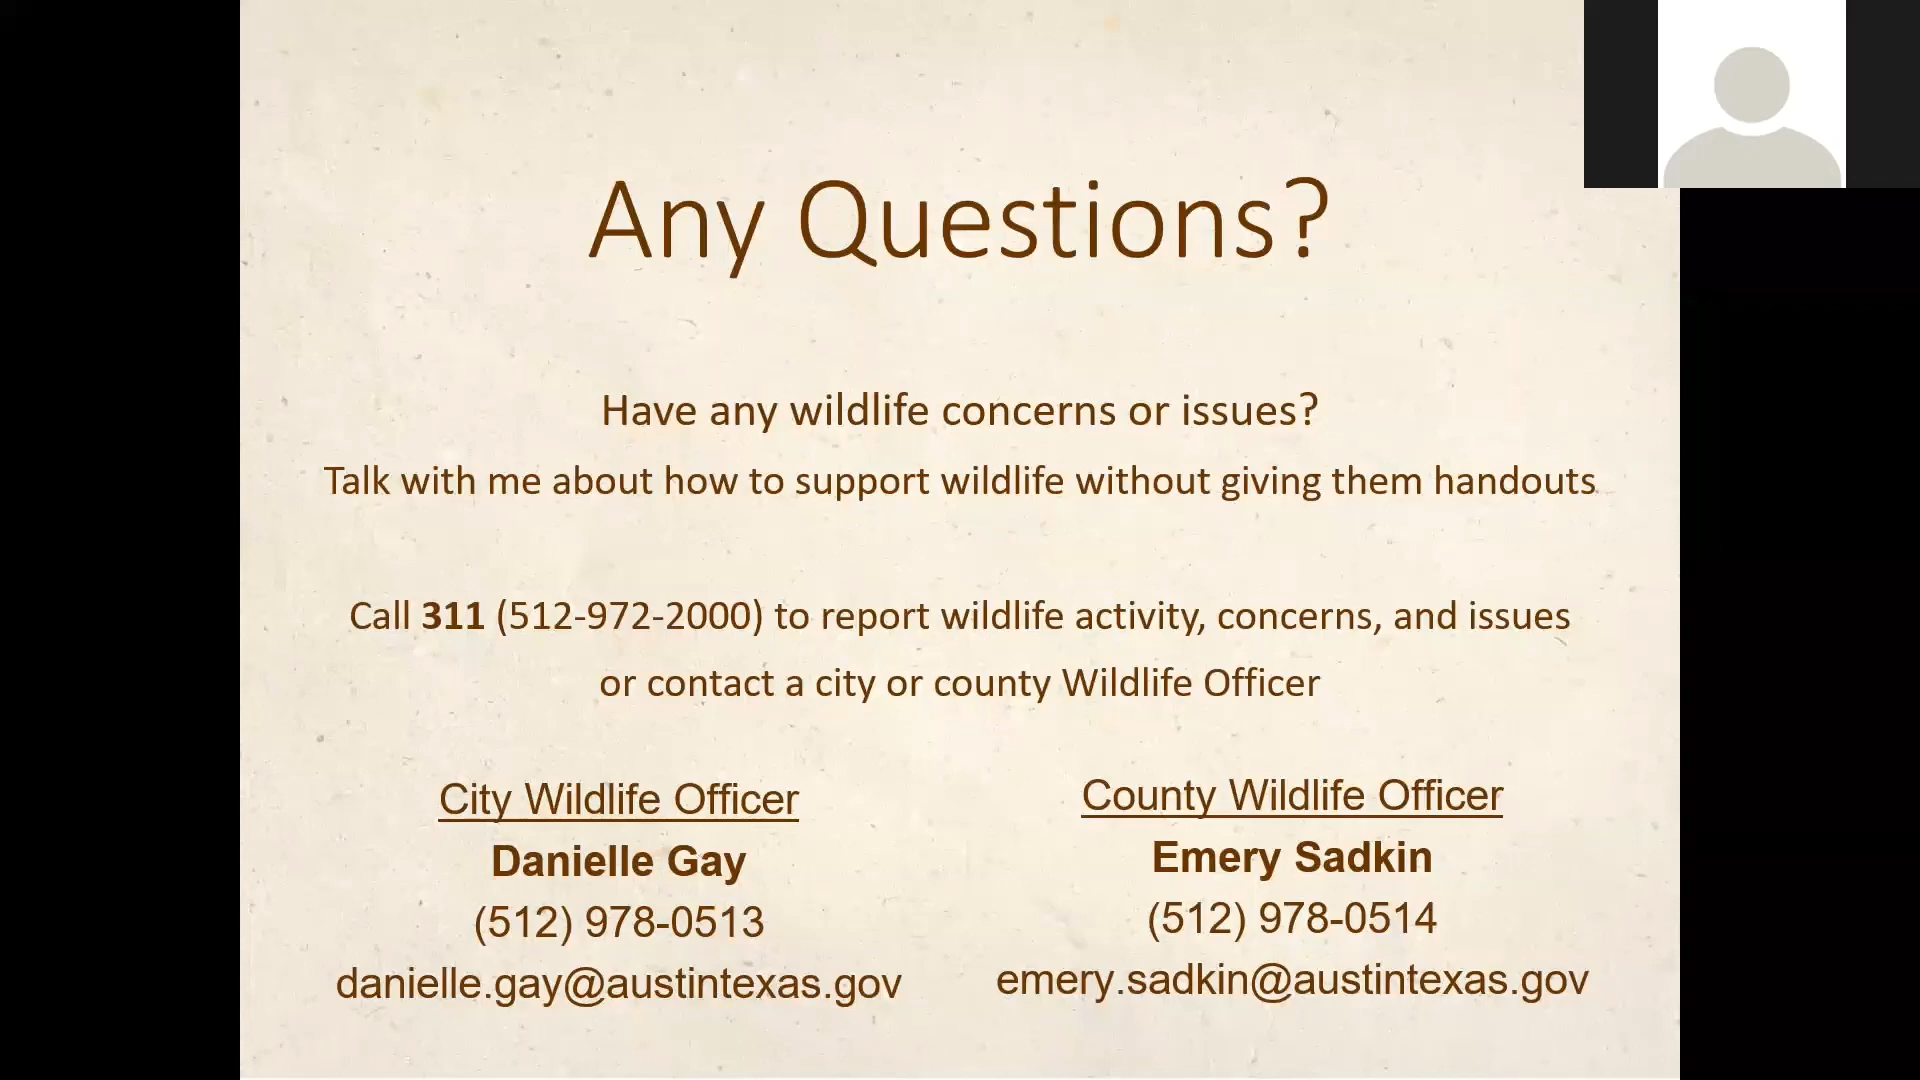 Any Questions?
Have any wildlife concerns or issues?
Talk with me about how to support wildlife without giving them handouts
Call 311 (512-972-2000) to report wildlife activity, concerns, and issues
or contact a city or county Wildlife Officer
City Wildlife Officer
Danielle Gay
(512) 978-0513
danielle.gay@austintexas.gov
County Wildlife Officer
Emery Sadkin
(512) 978-0514
emery.sadkin@austintexas.gov